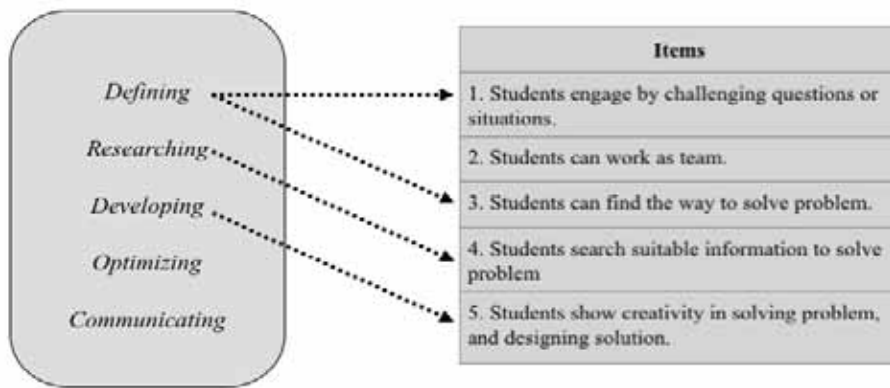 Defining
Researching
Developing
Optimizing
Communicating
Items
1. Students engage by challenging questions or
situations.
2. Students can work as team.
3. Students can find the way to solve problem.
4. Students search suitable information to solve
problem
5. Students show creativity in solving problem,
and designing solution.